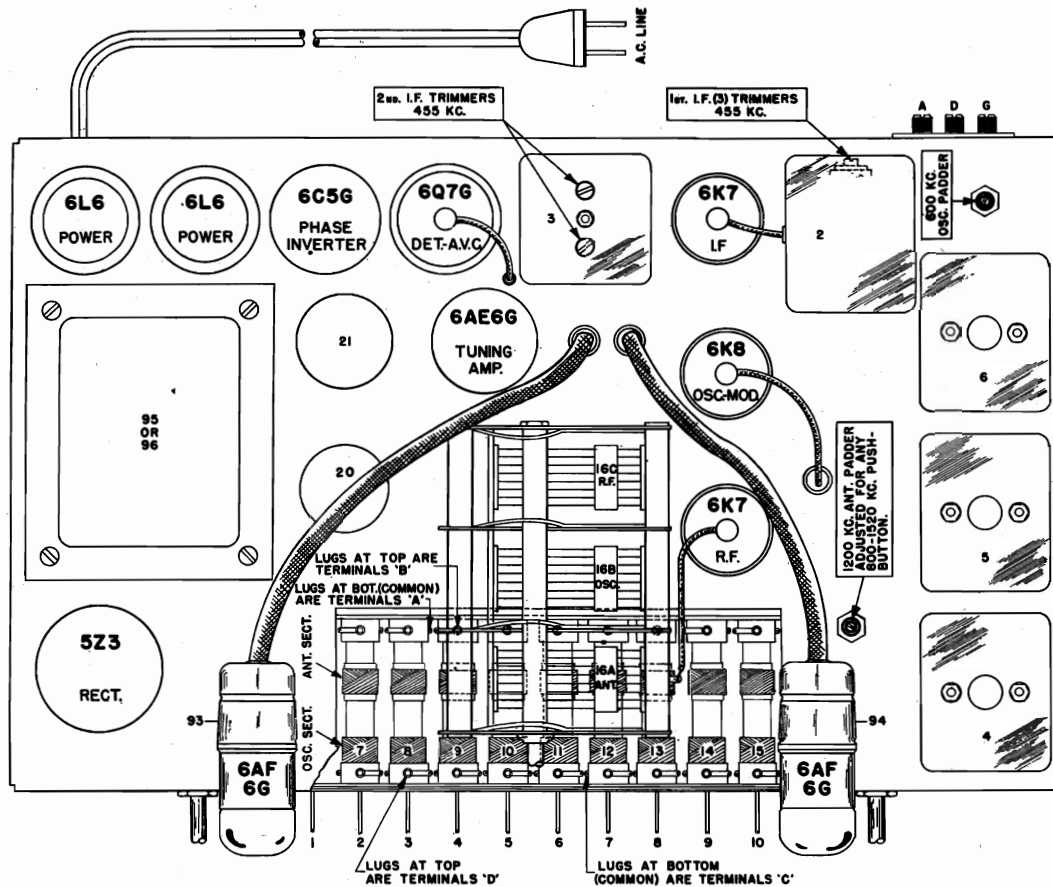 A.C. LINE
2ND. I.F. TRIMMERS
455 KC.
1ST. I.F.(3) TRIMMERS
455 KC.
A D G
6L6
POWER
6L6
POWER
6C5G
PHASE
INVERTER
6Q7G
DET.-A.V.C.
3
6K7
I.F
2
600 KC.
OSC. PADDER
21
6AE6G
TUNING
AMP.
6K8
OSC-MOD.
6
95
OR
96
20
16C
R.F.
6K7
R.F.
1200 KC. ANT. PADDER
ADJUSTED FOR ANY
800-1520 KC. PUSH-
BUTTON.
5
LUGS AT TOP ARE
TERMINALS 'B'
LUGS AT BOT.(COMMON)
ARE TERMINALS 'A'
16B
OSC.
5Z3
RECT.
ANT. SECT.
16A
ANT.
4
93
94
OSC. SECT.
7 8 9 10 11 12 13 14 15
6AF
6G
6AF
6G
1 2 3 4 5 6 7 8 9 10
LUGS AT TOP
ARE TERMINALS 'D'
LUGS AT BOTTOM
(COMMON) ARE TERMINALS 'C'